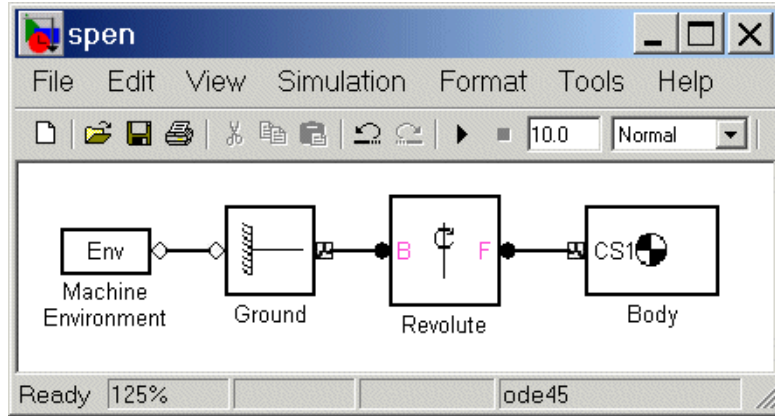 spen
File Edit View Simulation Format Tools Help
10.0 Normal
Env B F CS1
Machine Environment Ground Revolute Body
Ready 125% ode45